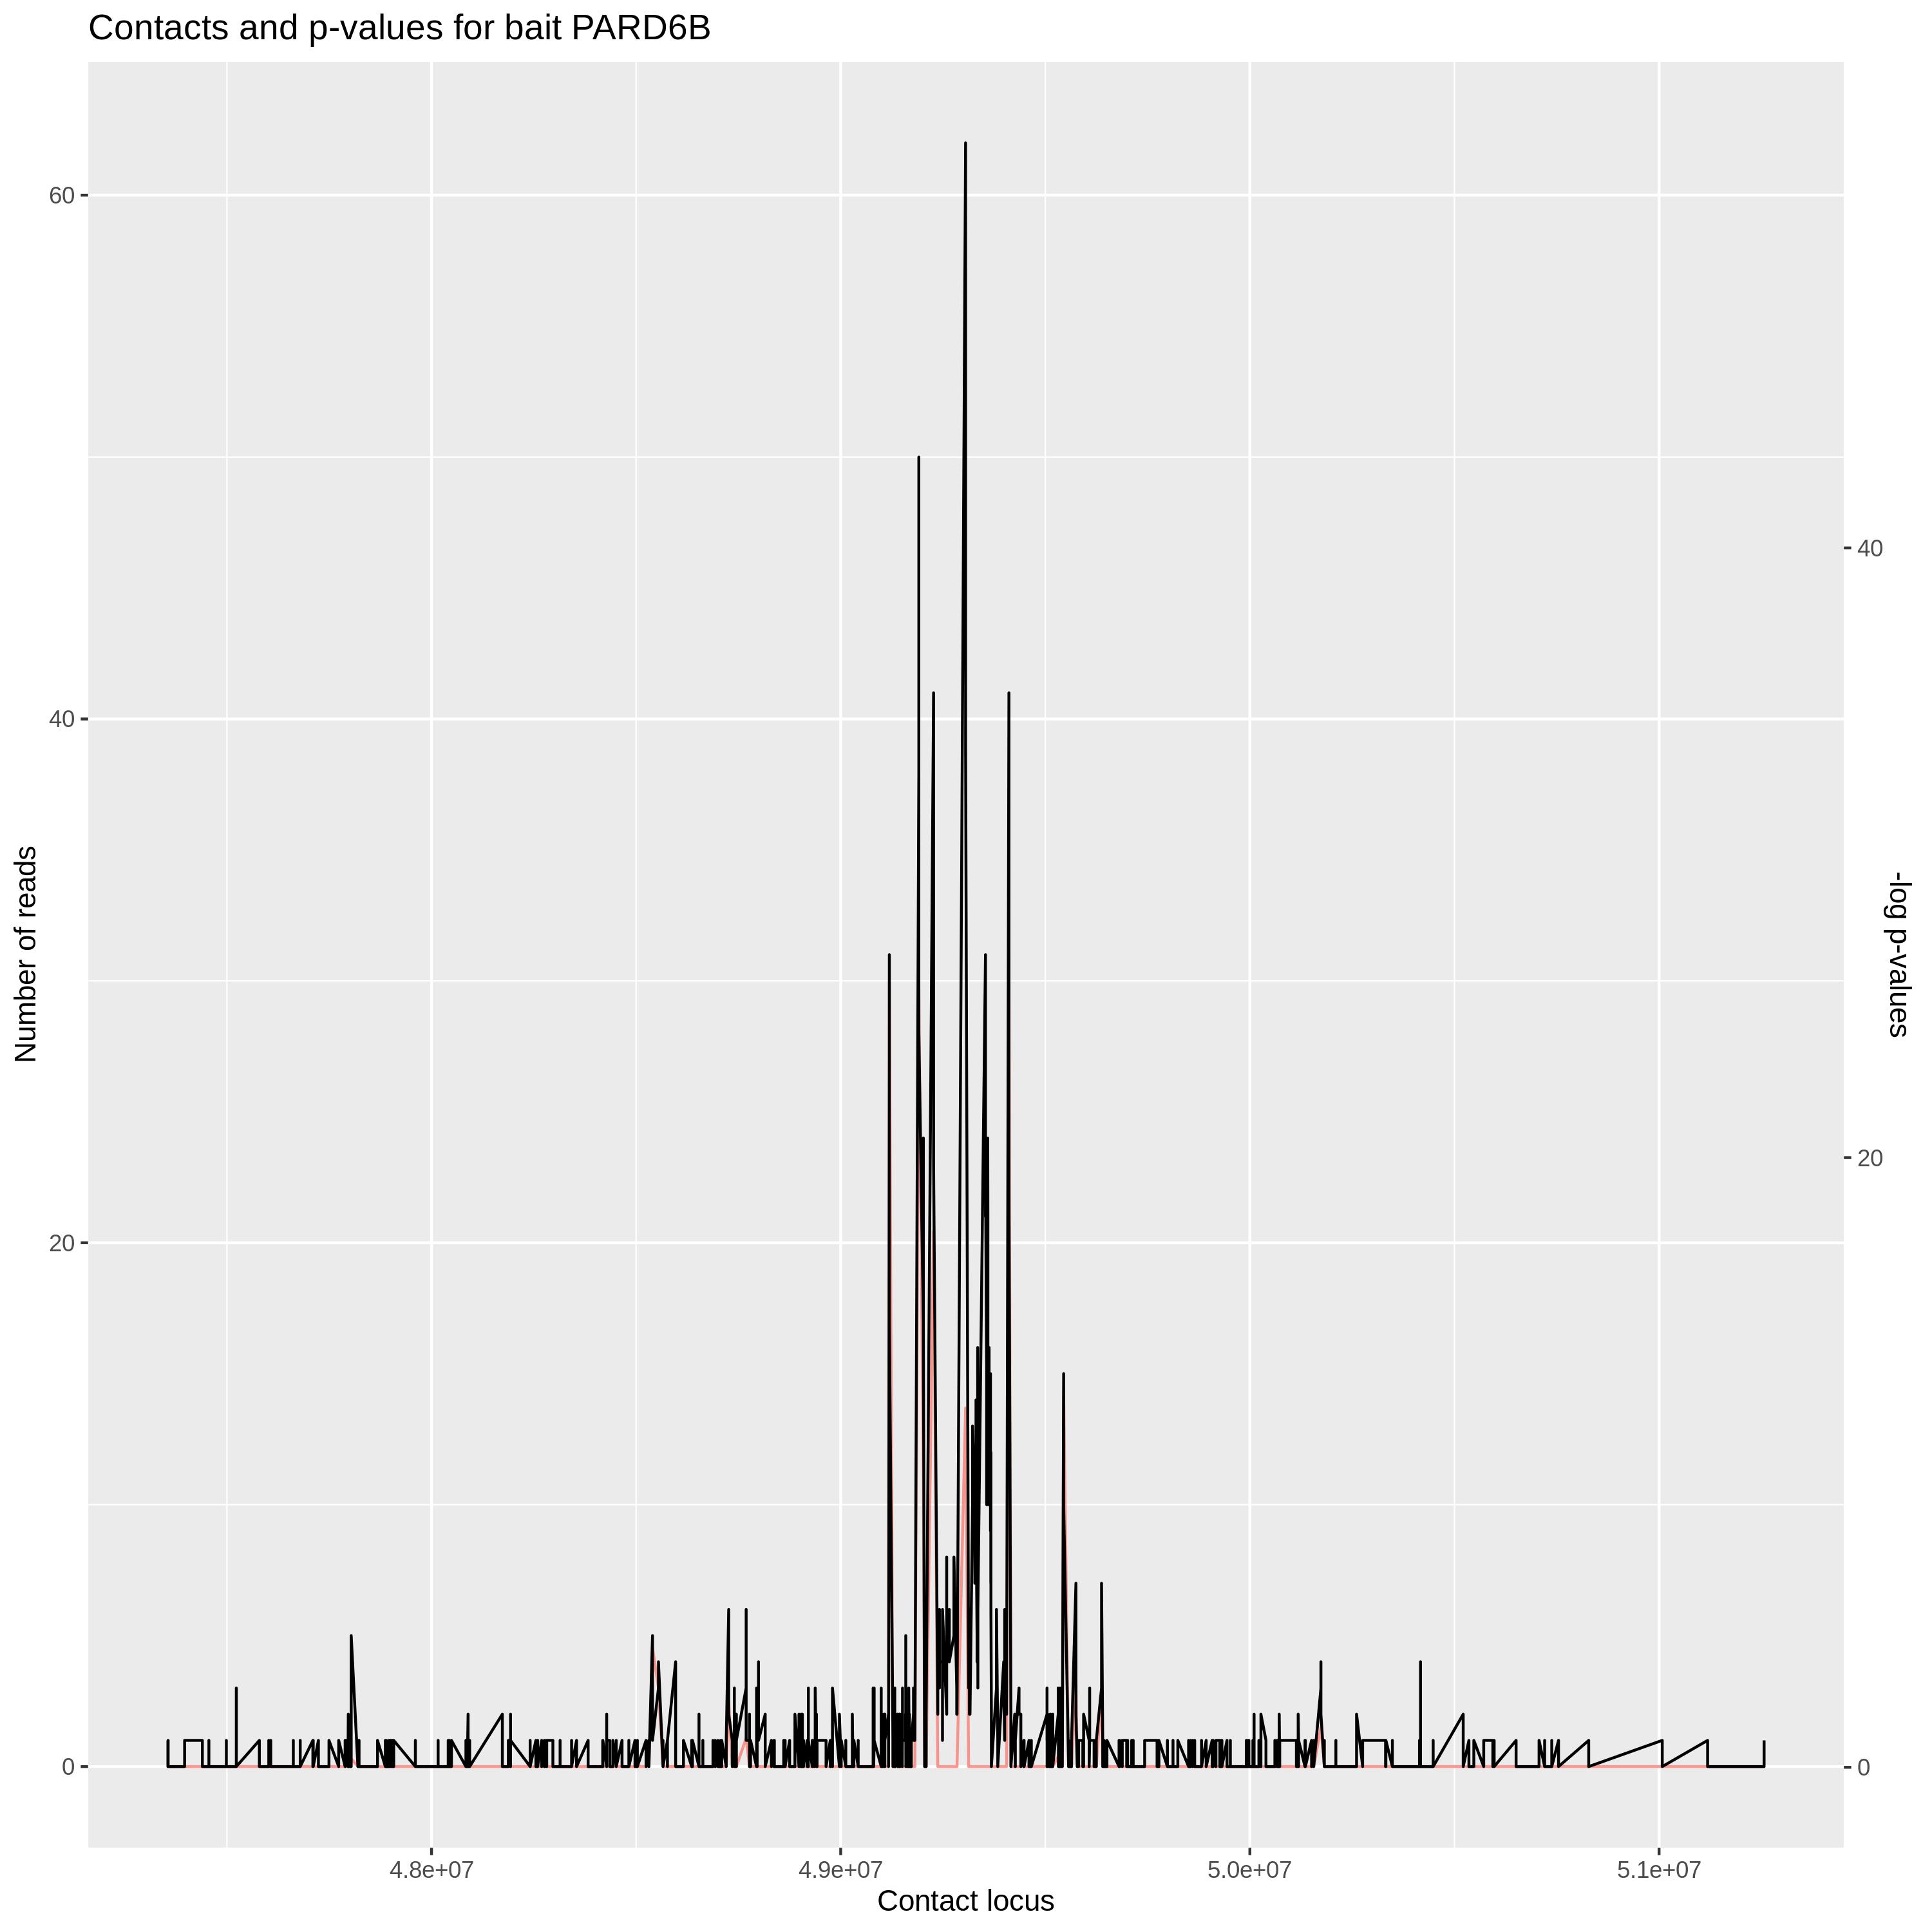 Contacts and p-values for bait PARD6B
60
40
20
0
Number of reads
40
20
0
-log p-values
4.8e+07
4.9e+07
5.0e+07
5.1e+07
Contact locus